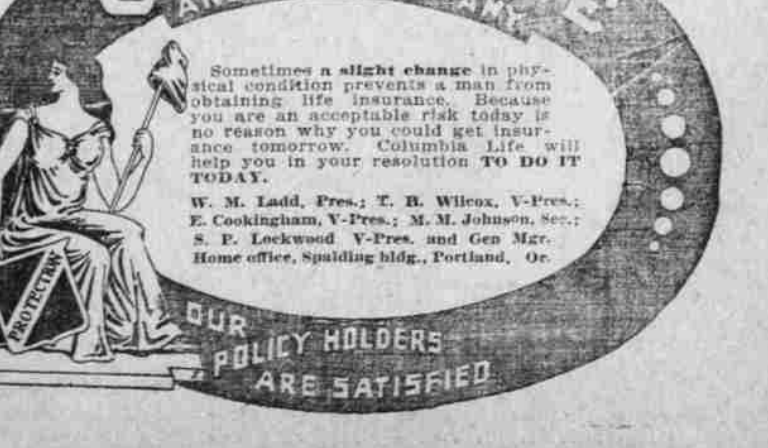 Sometimes a slight change in phy-
sical condition prevents a man from
obtaining life insurance. Because
you are an acceptable risk today is
no reason why you could get insur-
ance tomorrow. Columbia Life will
help you in your resolution TO DO IT
TODAY.
W. M. Ladd, Pres.; T. B. Wilcox, V-Pres.;
E. Cookingham, V-Pres.; M. M. Johnson, Sec.;
S. P. Lockwood V-Pres. and Gen Mgr.
Home office, Spalding bldg., Portland, Or.
PROTECTION
OUR
POLICY HOLDERS
ARE SATISFIED